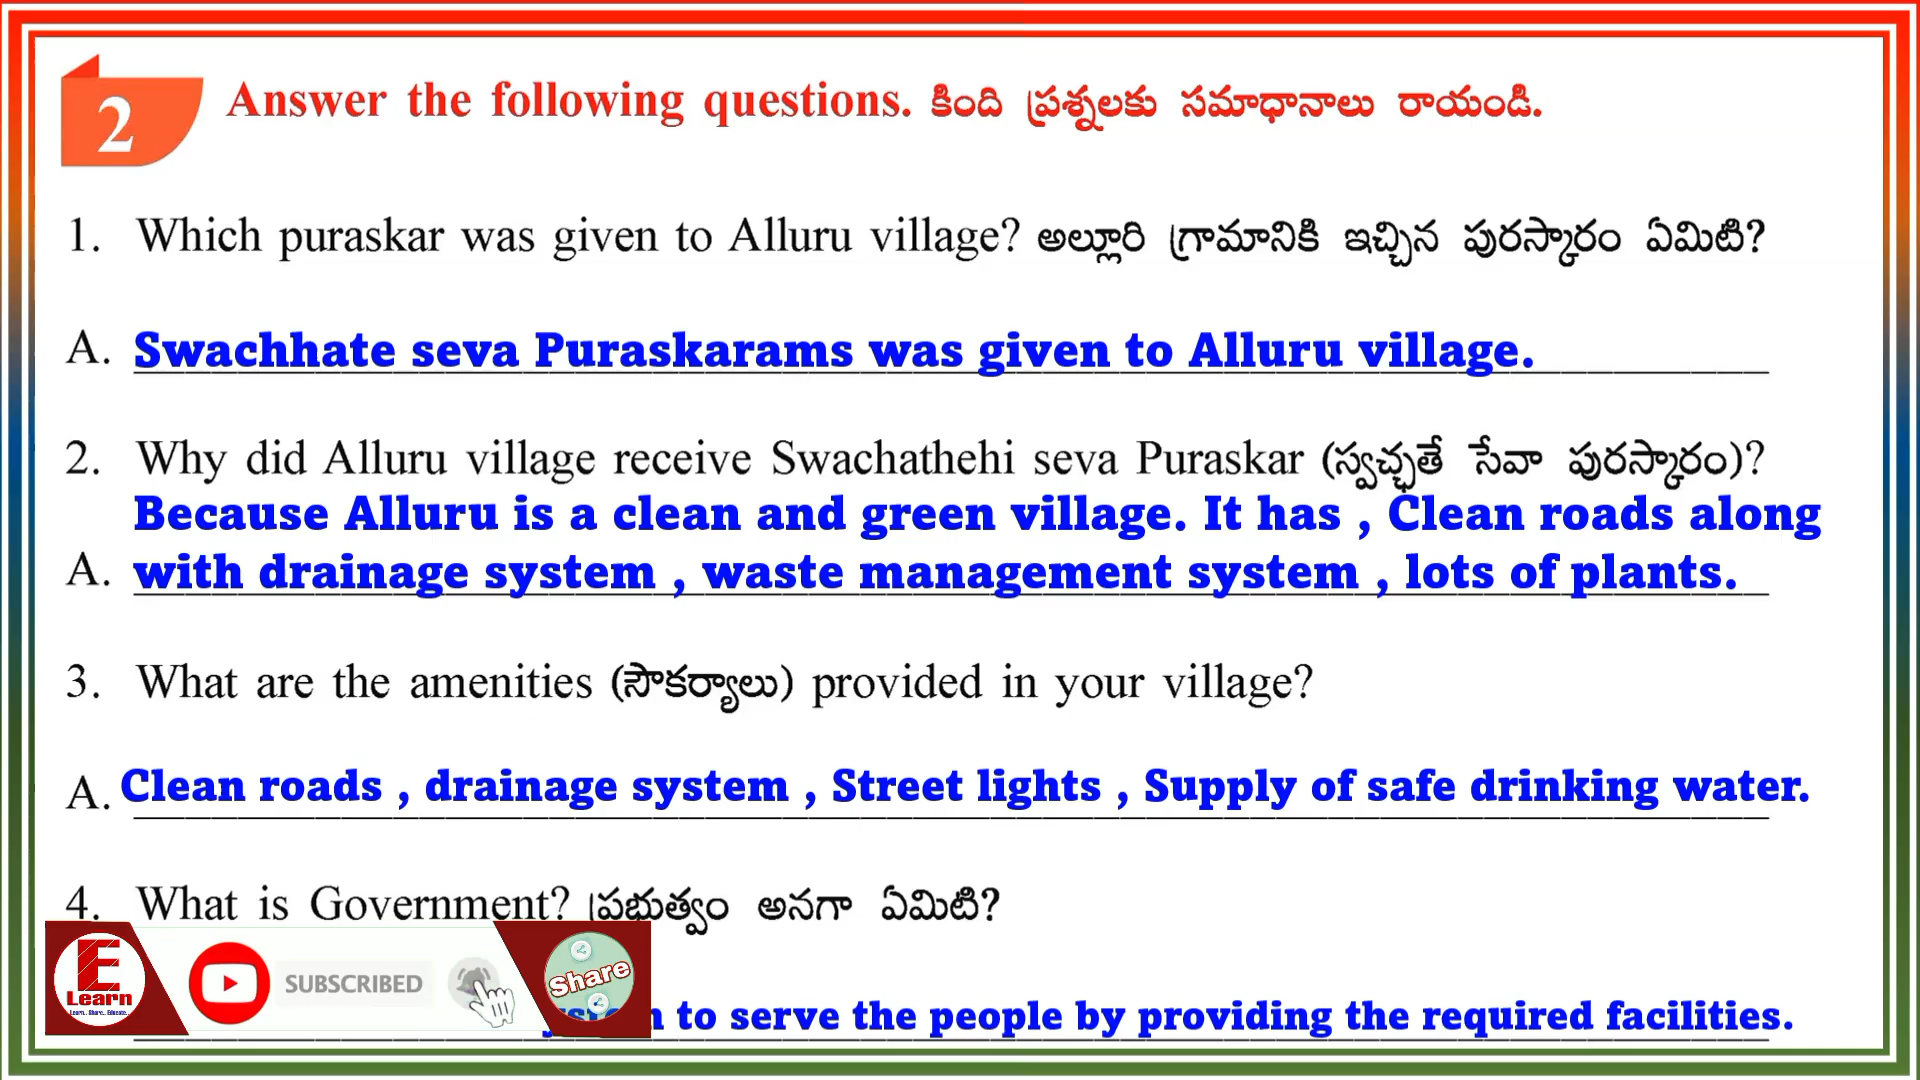 2
Answer the following questions. కింది ప్రశ్నలకు సమాధానాలు రాయండి.
1. Which puraskar was given to Alluru village? అల్లూరి గ్రామానికి ఇచ్చిన పురస్కారం ఏమిటి?
A. Swachhate seva Puraskarams was given to Alluru village.
2. Why did Alluru village receive Swachathehi seva Puraskar (స్వచ్ఛతే సేవా పురస్కారం)?
Because Alluru is a clean and green village. It has , Clean roads along
A. with drainage system , waste management system , lots of plants.
3. What are the amenities (సౌకర్యాలు) provided in your village?
A. Clean roads , drainage system , Street lights , Supply of safe drinking water.
4. What is Government? ప్రభుత్వం అనగా ఏమిటి?
E
Learn
Learn.. Share.. Educate..
SUBSCRIBED
Share
to serve the people by providing the required facilities.